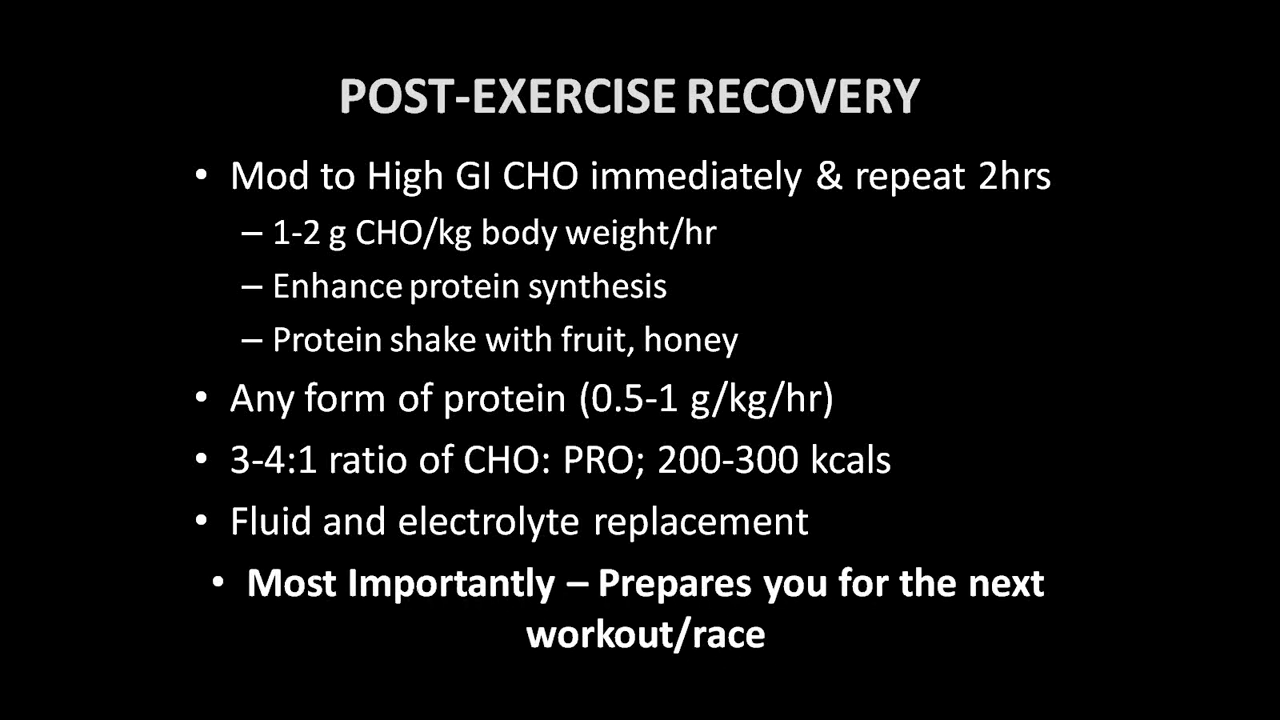 POST-EXERCISE RECOVERY
• Mod to High GI CHO immediately & repeat 2hrs
– 1-2 g CHO/kg body weight/hr
– Enhance protein synthesis
– Protein shake with fruit, honey
• Any form of protein (0.5-1 g/kg/hr)
• 3-4:1 ratio of CHO: PRO; 200-300 kcals
• Fluid and electrolyte replacement
• Most Importantly – Prepares you for the next
workout/race